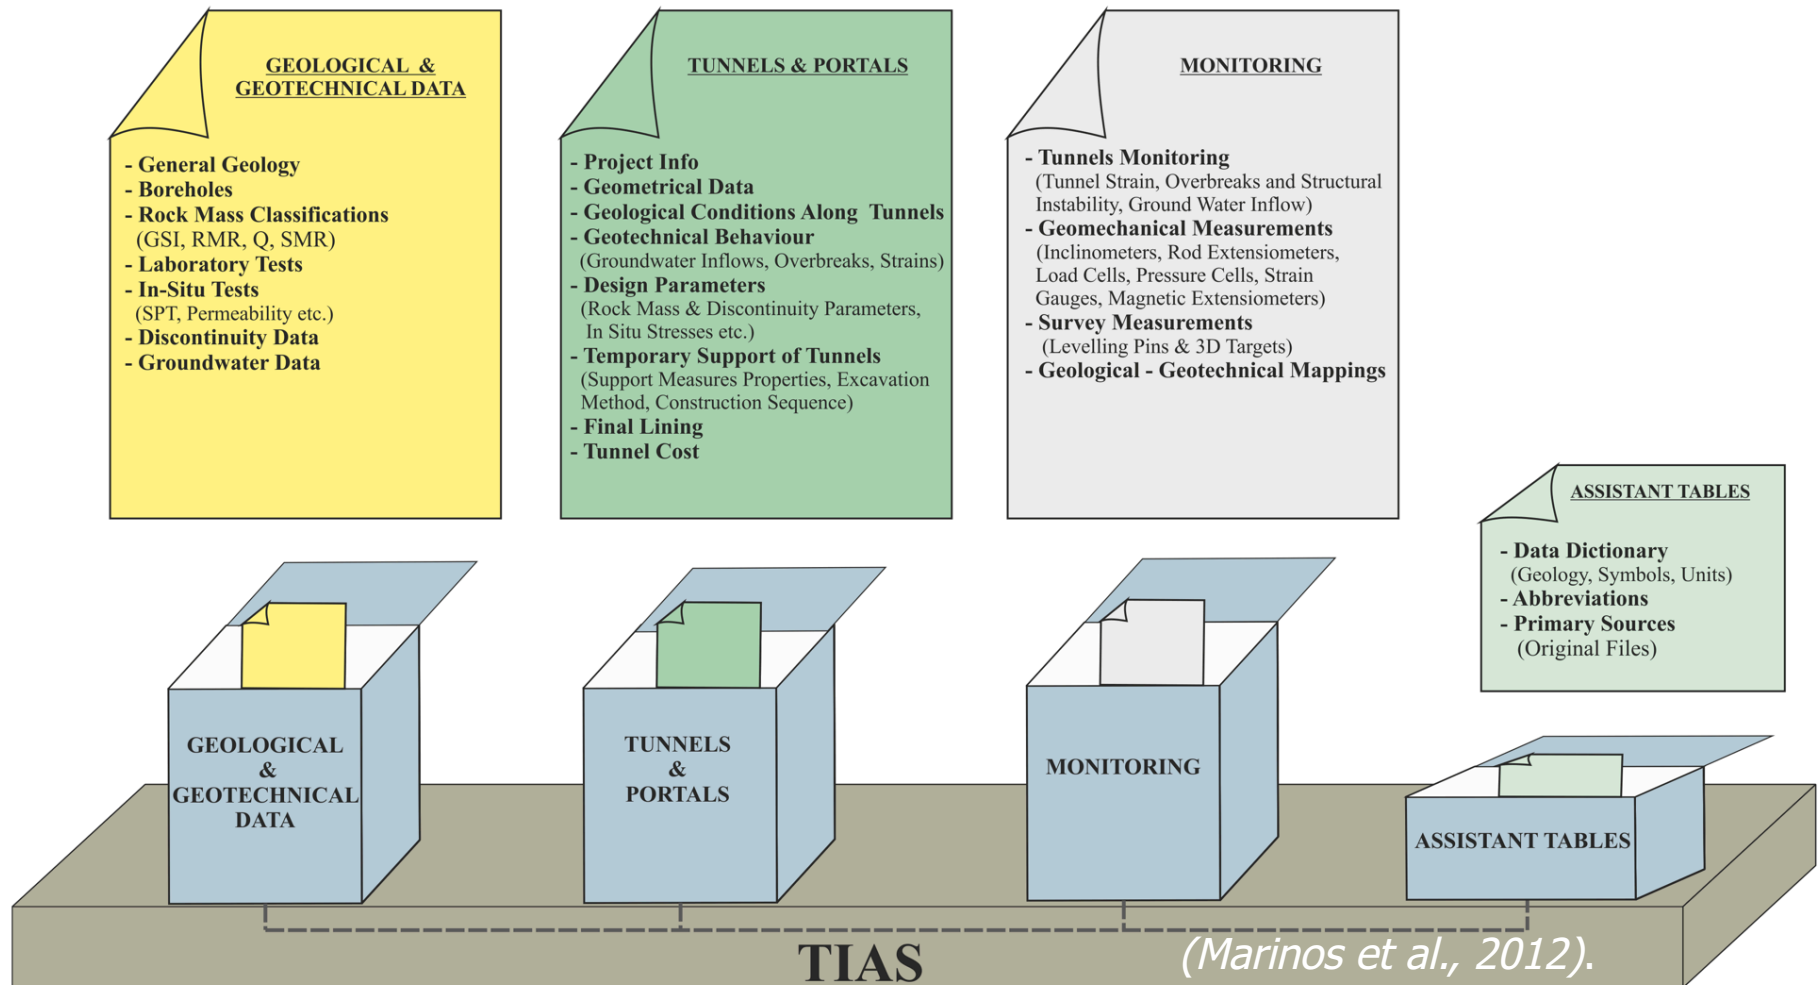 GEOLOGICAL &
GEOTECHNICAL DATA
- General Geology
- Boreholes
- Rock Mass Classifications
(GSI, RMR, Q, SMR)
- Laboratory Tests
- In-Situ Tests
(SPT, Permeability etc.)
- Discontinuity Data
- Groundwater Data
TUNNELS & PORTALS
- Project Info
- Geometrical Data
- Geological Conditions Along Tunnels
- Geotechnical Behaviour
(Groundwater Inflows, Overbreaks, Strains)
- Design Parameters
(Rock Mass & Discontinuity Parameters,
In Situ Stresses etc.)
- Temporary Support of Tunnels
(Support Measures Properties, Excavation
Method, Construction Sequence)
- Final Lining
- Tunnel Cost
MONITORING
- Tunnels Monitoring
(Tunnel Strain, Overbreaks and Structural
Instability, Ground Water Inflow)
- Geomechanical Measurements
(Inclinometers, Rod Extensiometers,
Load Cells, Pressure Cells, Strain
Gauges, Magnetic Extensiometers)
- Survey Measurements
(Levelling Pins & 3D Targets)
- Geological - Geotechnical Mappings
ASSISTANT TABLES
- Data Dictionary
(Geology, Symbols, Units)
- Abbreviations
- Primary Sources
(Original Files)
GEOLOGICAL
&
GEOTECHNICAL
DATA
TUNNELS
&
PORTALS
MONITORING
ASSISTANT TABLES
TIAS
(Marinos et al., 2012).